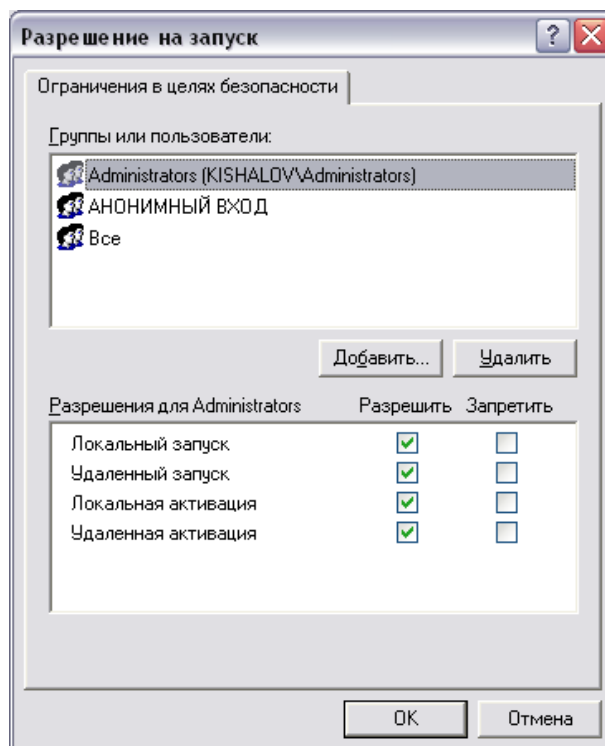 Разрешение на запуск
Ограничения в целях безопасности
Группы или пользователи:
Administrators (KISHALOV\Administrators)
АНОНИМНЫЙ ВХОД
Все
Добавить... Удалить
Разрешения для Administrators Разрешить Запретить
Локальный запуск
Удаленный запуск
Локальная активация
Удаленная активация
OK Отмена